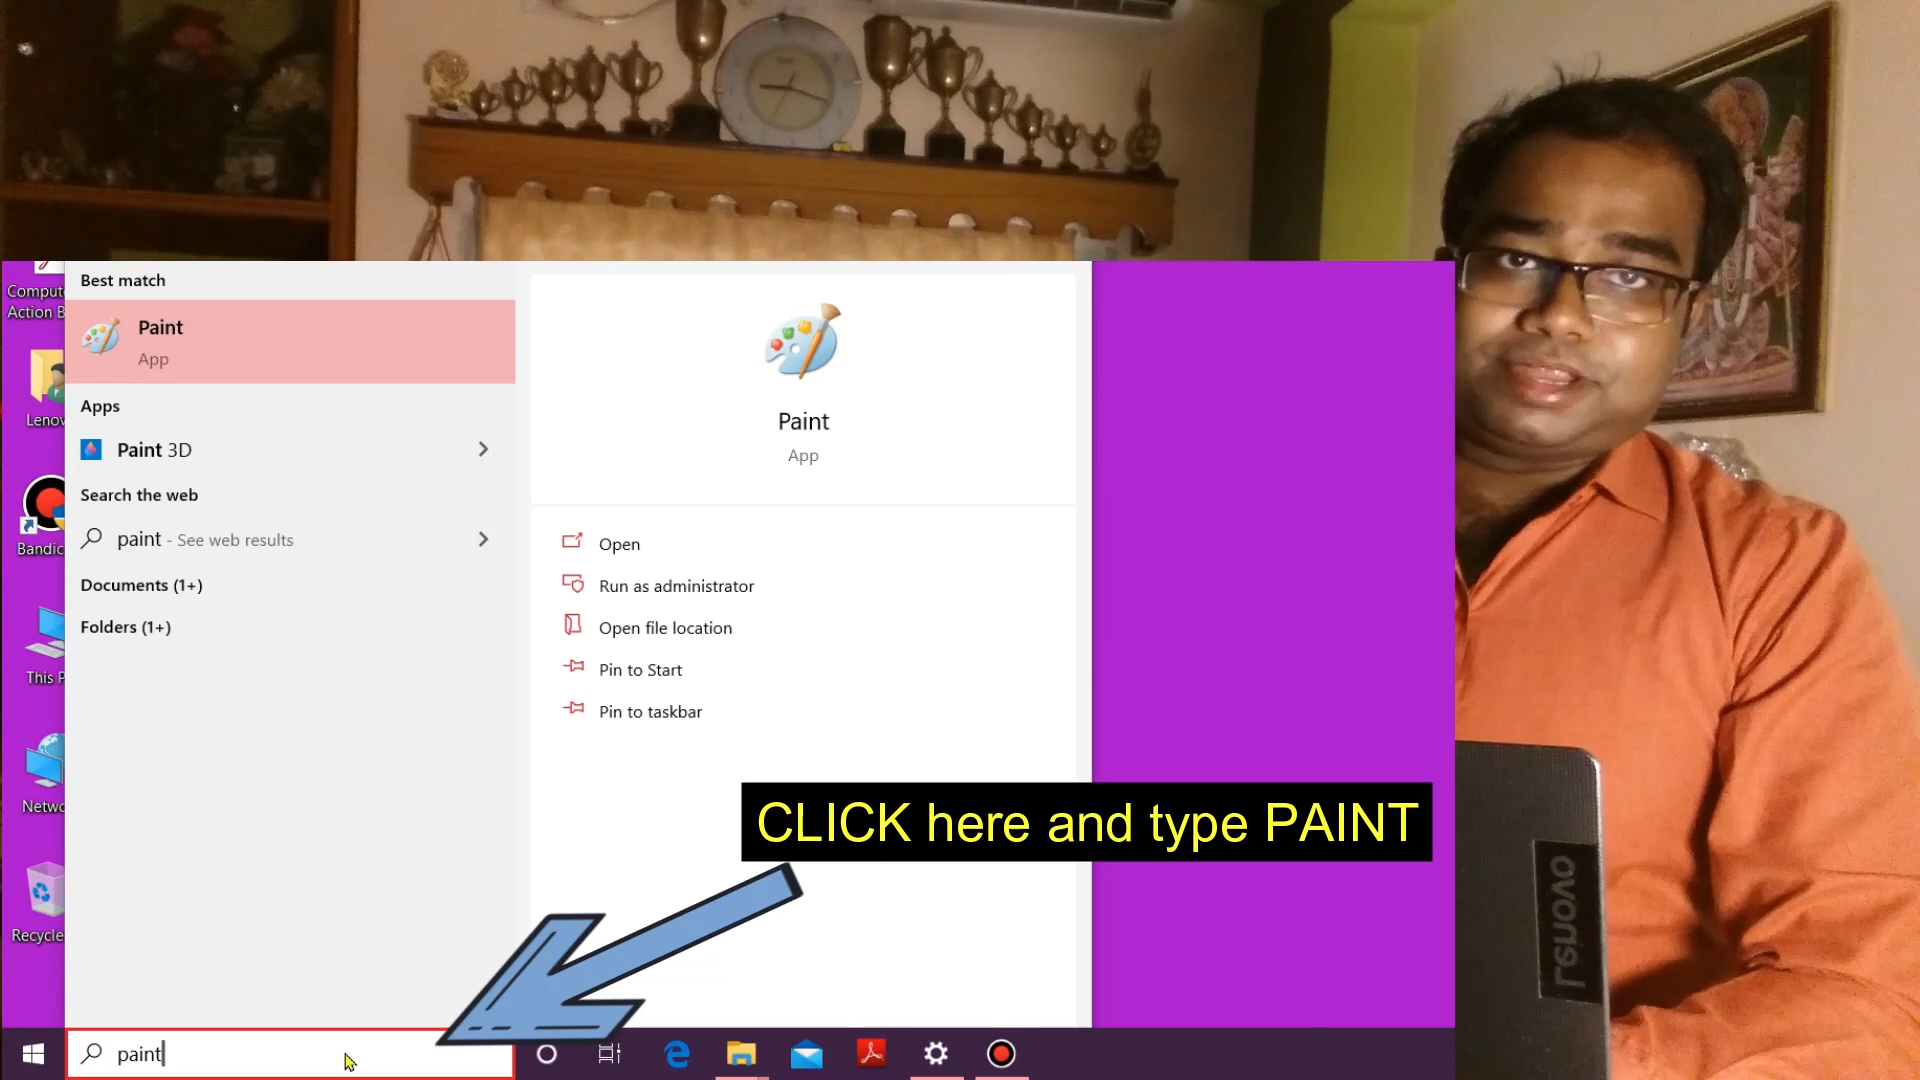 Best match
Paint
App
Apps
Paint 3D
Search the web
paint - See web results
Documents (1+)
Folders (1+)
Paint
App
Open
Run as administrator
Open file location
Pin to Start
Pin to taskbar
Comput
Action B
Lenov
Bandic
This P
Netwo
Recycle
CLICK here and type PAINT
paint
Lenovo